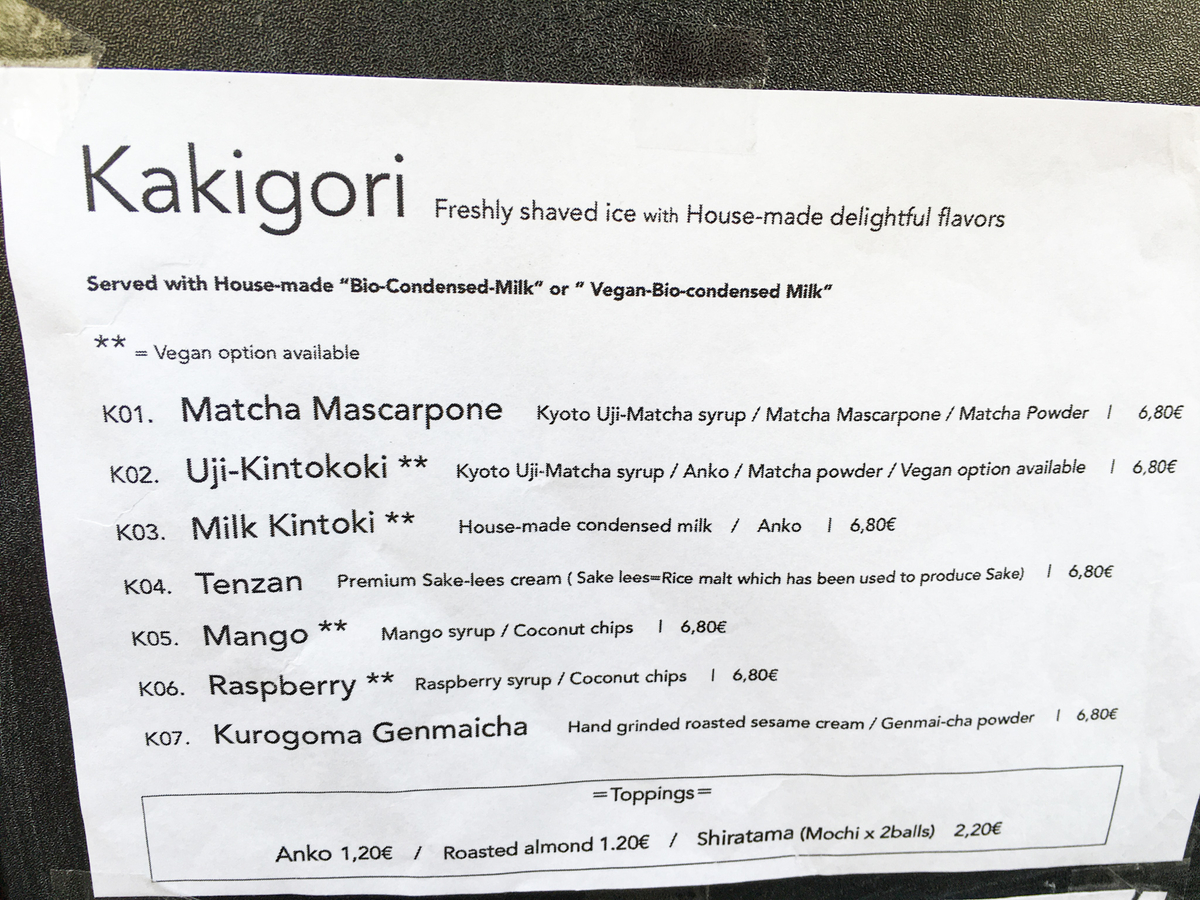 Kakigori Freshly shaved ice with House-made delightful flavors
Served with House-made “Bio-Condensed-Milk” or “ Vegan-Bio-condensed Milk”
** = Vegan option available
K01. Matcha Mascarpone Kyoto Uji-Matcha syrup / Matcha Mascarpone / Matcha Powder | 6,80€
K02. Uji-Kintokoki ** Kyoto Uji-Matcha syrup / Anko / Matcha powder / Vegan option available | 6,80€
K03. Milk Kintoki ** House-made condensed milk / Anko | 6,80€
K04. Tenzan Premium Sake-lees cream ( Sake lees=Rice malt which has been used to produce Sake) | 6,80€
K05. Mango ** Mango syrup / Coconut chips | 6,80€
K06. Raspberry ** Raspberry syrup / Coconut chips | 6,80€
K07. Kurogoma Genmaicha Hand grinded roasted sesame cream / Genmai-cha powder | 6,80€
=Toppings=
Anko 1,20€ / Roasted almond 1.20€ / Shiratama (Mochi x 2balls) 2,20€